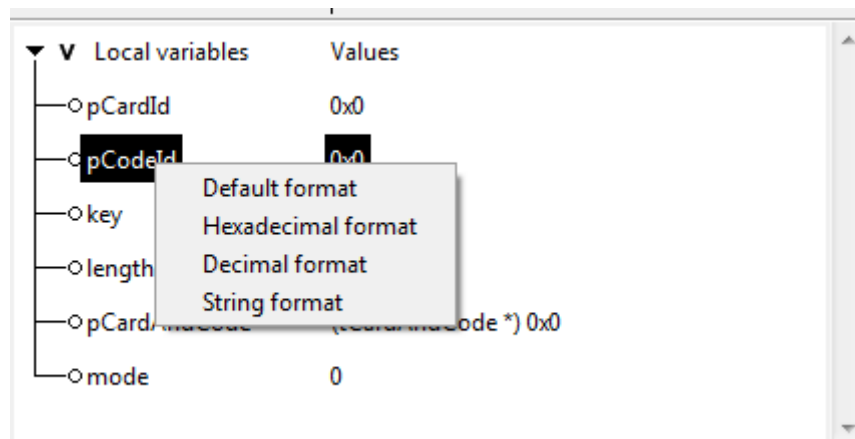 V Local variables Values
pCardId 0x0
pCodeId 0x0
Default format
key
Hexadecimal format
length
Decimal format
String format
pCardAndCode (tCardAndCode *) 0x0
mode 0